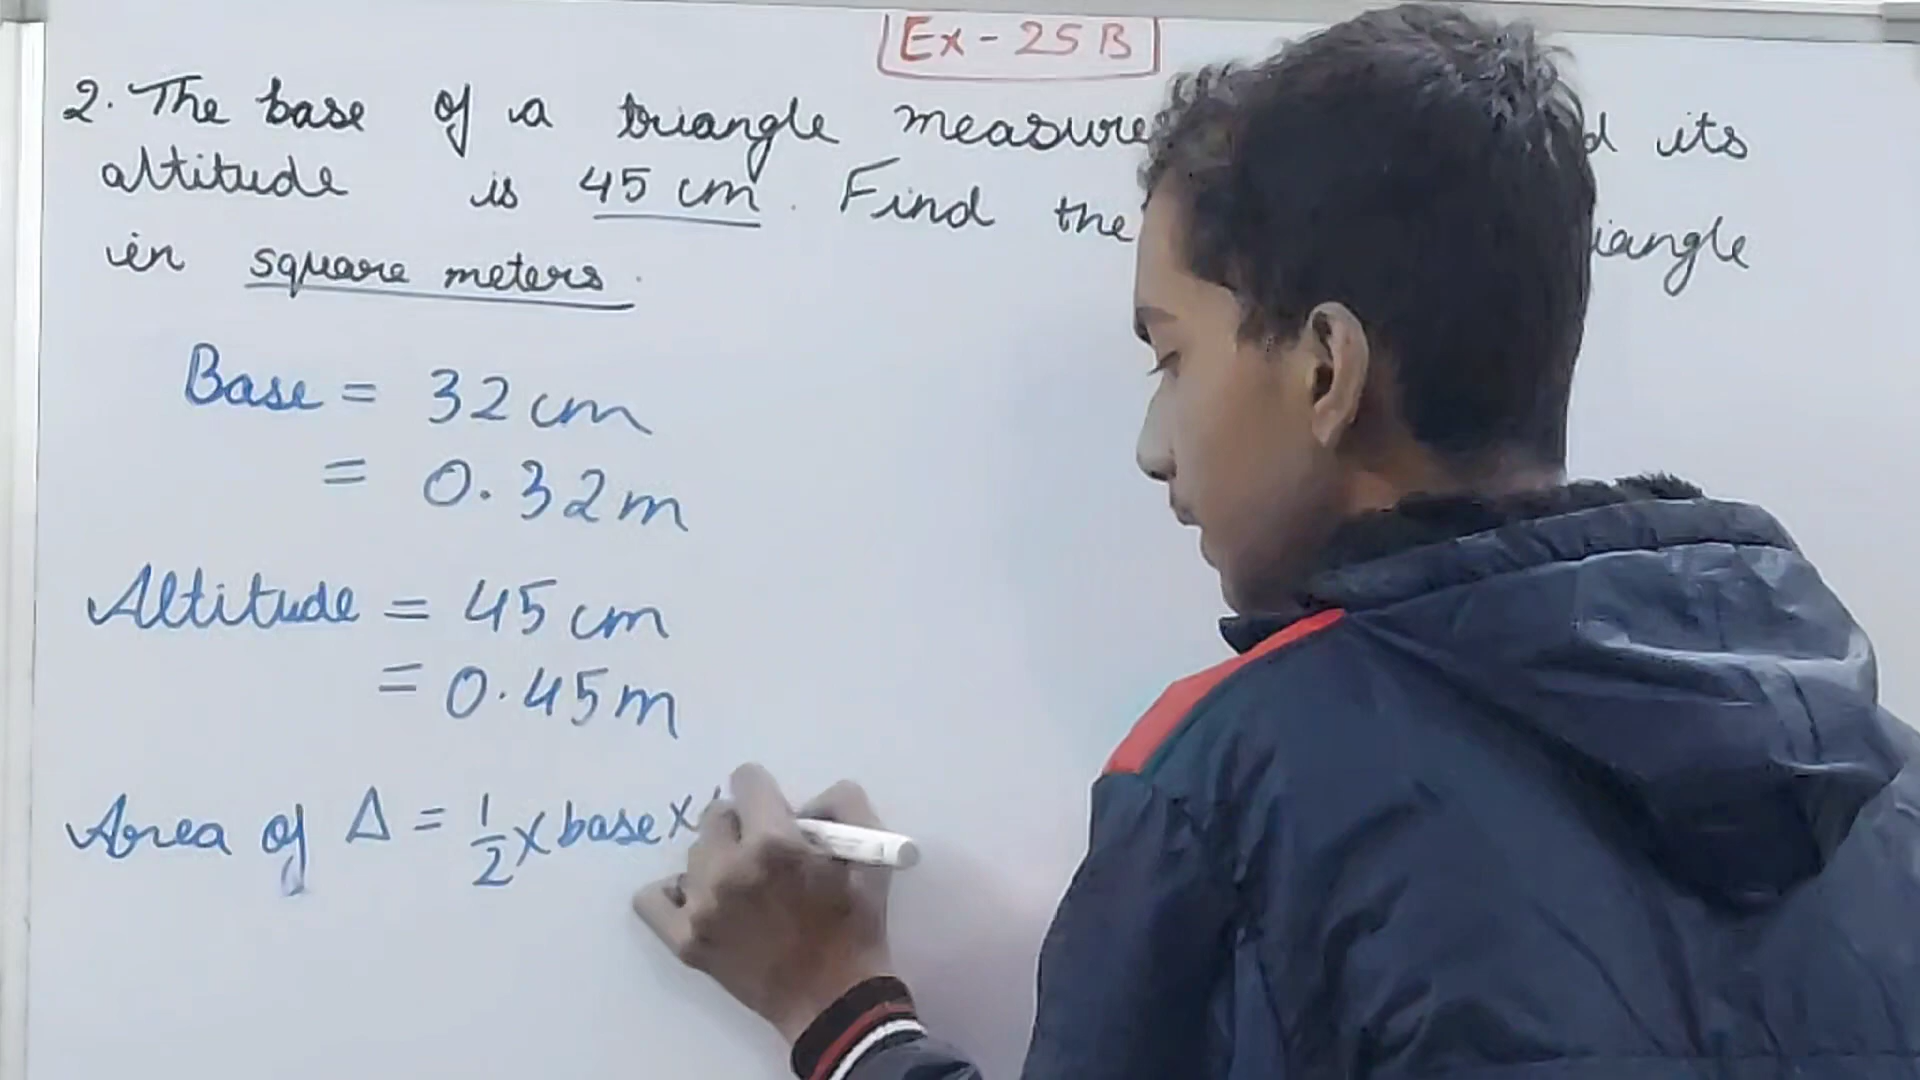 Ex - 25 B
2. The base of a triangle measure its
altitude is 45 cm. Find the
in square meters.
Base = 32 cm
= 0.32 m
Altitude = 45 cm
= 0.45 m
Area of Δ = 1/2 × base ×